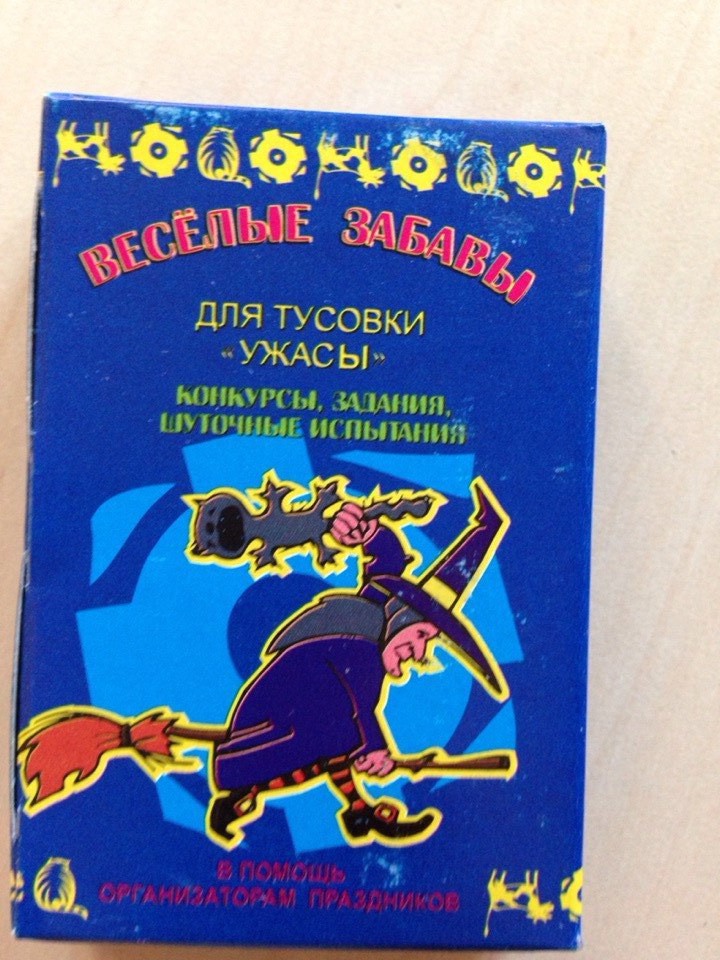 ВЕСЁЛЫЕ ЗАБАВЫ
ДЛЯ ТУСОВКИ
«УЖАСЫ»
КОНКУРСЫ, ЗАДАНИЯ,
ШУТОЧНЫЕ ИСПЫТАНИЯ
В ПОМОЩЬ
ОРГАНИЗАТОРАМ ПРАЗДНИКОВ